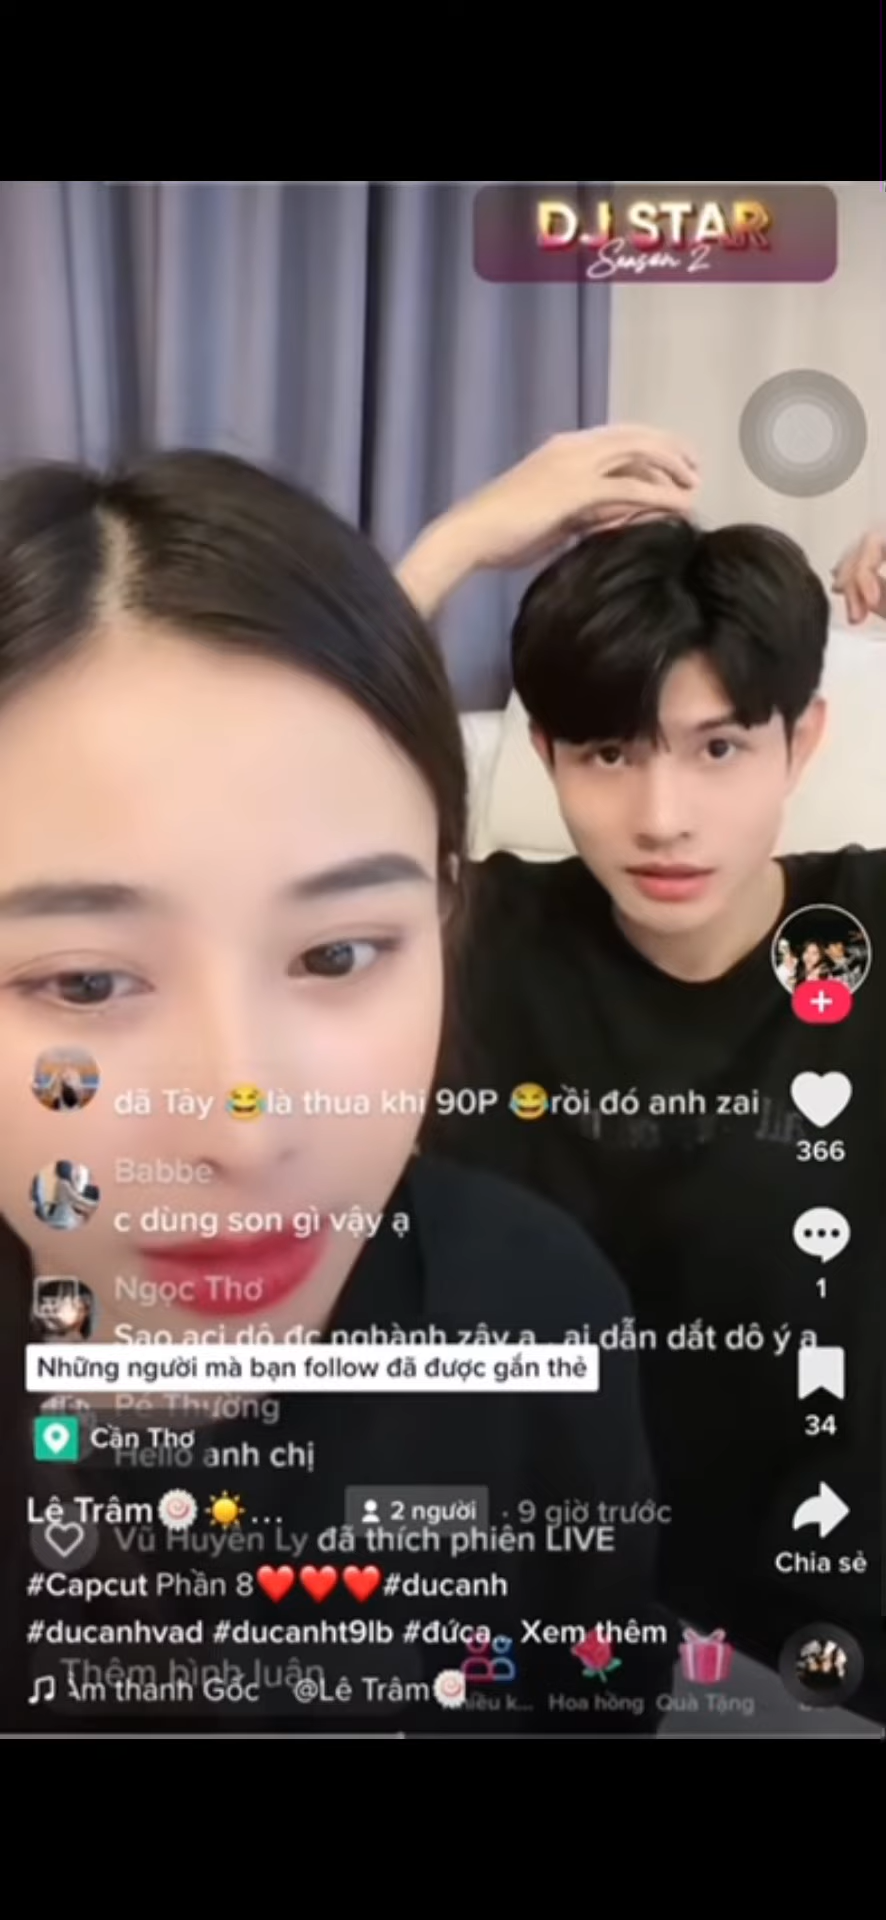 DJ STAR
Season 2
dã Tây 😂là thua khi 90P 😂rồi đó anh zai
Babbe
c dùng son gì vậy ạ
366
Ngọc Thơ
1
Sao aci dô đc nghành zây ạ ai dẫn dắt dô ý ạ
Những người mà bạn follow đã được gắn thẻ
Pé Thường
34
Cần Thơ
Hello anh chị
Lê Trâm🍥☀️...
2 người · 9 giờ trước
Vũ Huyền Ly đã thích phiên LIVE
Chia sẻ
#Capcut Phần 8❤️❤️❤️#ducanh
#ducanhvad #ducanht9lb #đứca... Xem thêm
Thêm bình luận
thanh Gốc @Lê Trâm🍥
Hoa hồng
Quà Tặng